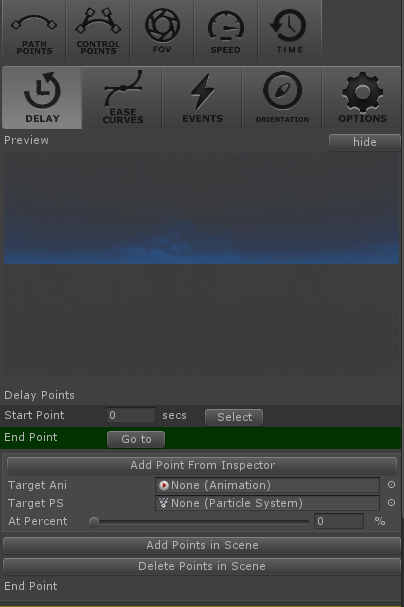 PATH POINTS
CONTROL POINTS
FOV
SPEED
TIME
DELAY
EASE CURVES
EVENTS
ORIENTATION
OPTIONS
Preview
hide
Delay Points
Start Point 0 secs Select
End Point Go to
Add Point From Inspector
Target Ani None (Animation)
Target PS None (Particle System)
At Percent 0 %
Add Points in Scene
Delete Points in Scene
End Point